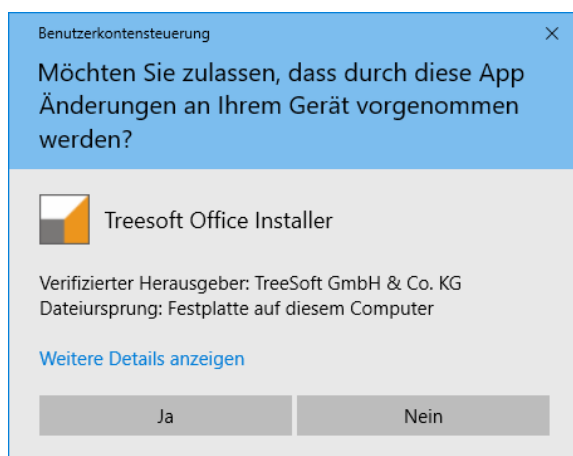 Benutzerkontensteuerung
Möchten Sie zulassen, dass durch diese App
Änderungen an Ihrem Gerät vorgenommen
werden?
Treesoft Office Installer
Verifizierter Herausgeber: TreeSoft GmbH & Co. KG
Dateiursprung: Festplatte auf diesem Computer
Weitere Details anzeigen
Ja
Nein